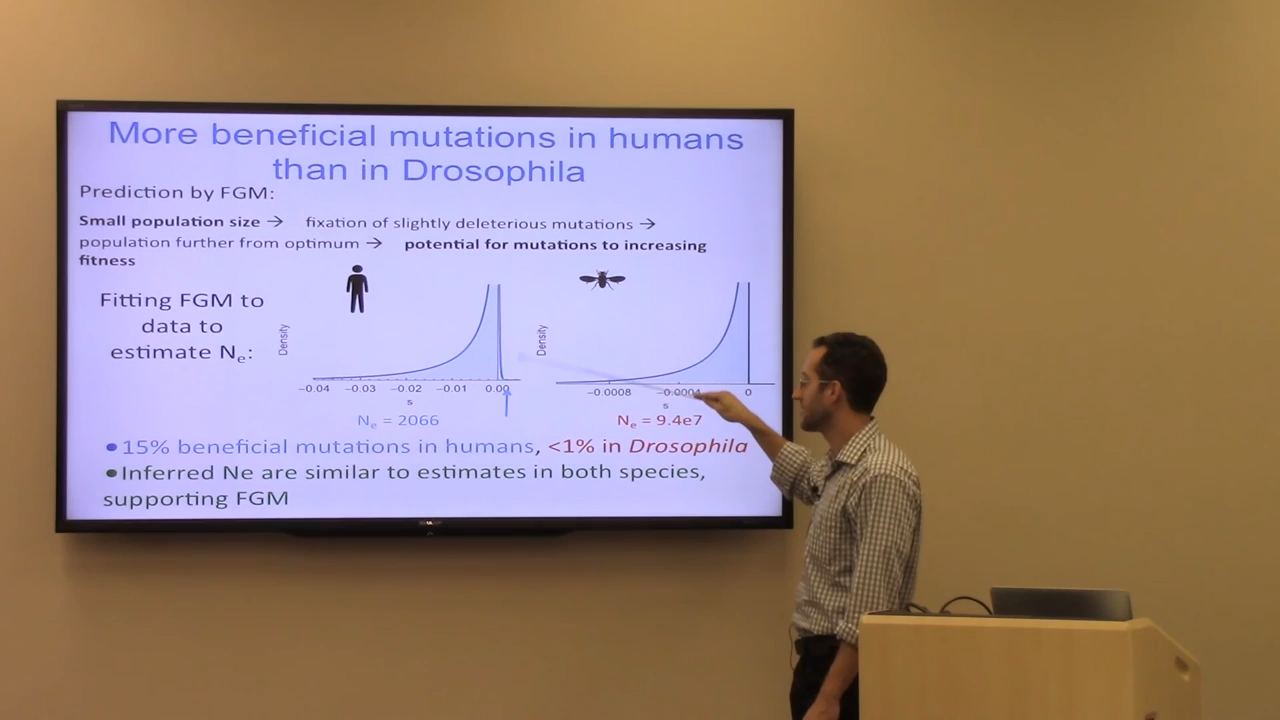 More beneficial mutations in humans
than in Drosophila
Prediction by FGM:
Small population size → fixation of slightly deleterious mutations →
population further from optimum → potential for mutations to increasing
fitness
Fitting FGM to
data to
estimate Ne:
Density
−0.04 −0.03 −0.02 −0.01 0.00
s
Ne = 2066
Density
−0.0008 −0.0004 0
s
Ne = 9.4e7
•15% beneficial mutations in humans, <1% in Drosophila
•Inferred Ne are similar to estimates in both species,
supporting FGM
SHARP